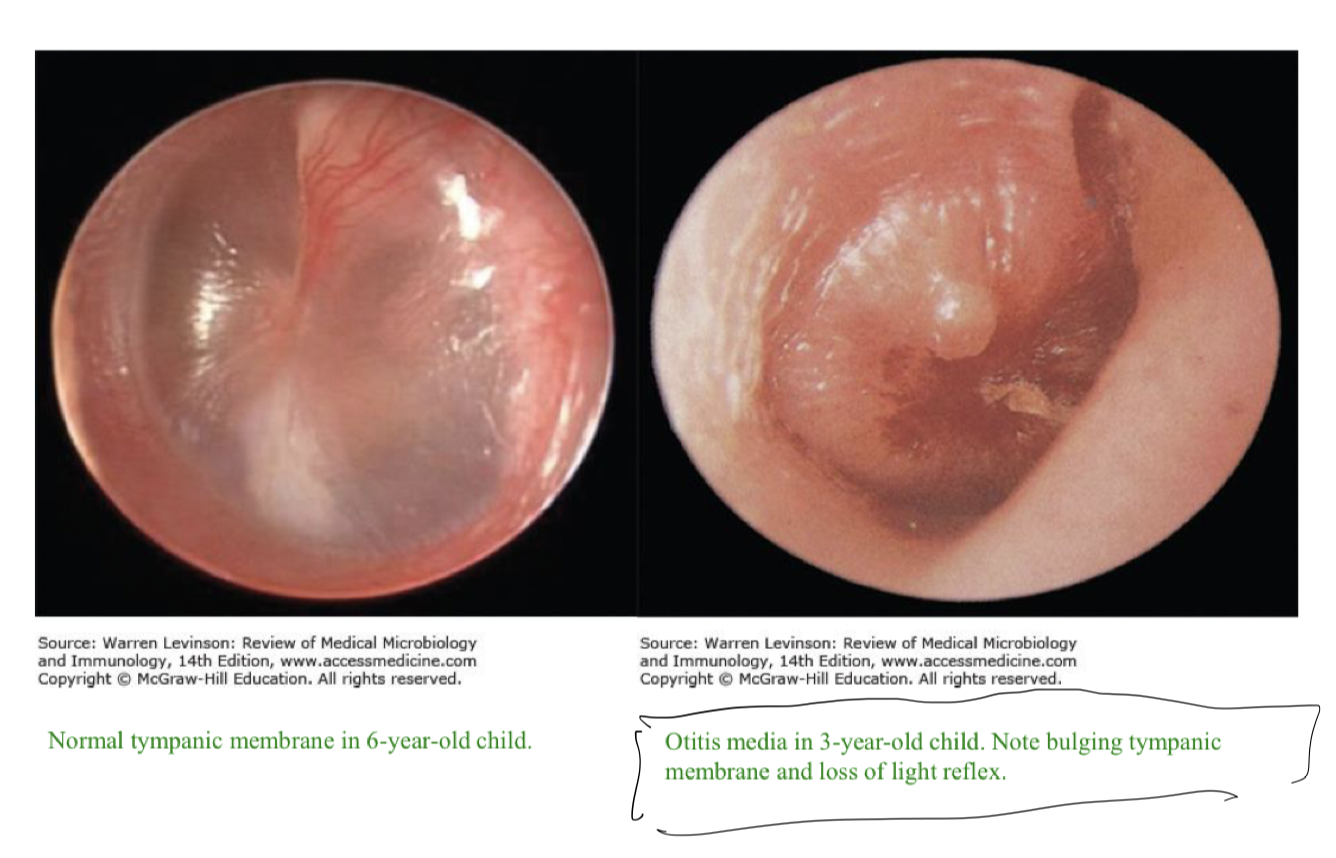 Source: Warren Levinson: Review of Medical Microbiology
and Immunology, 14th Edition, www.accessmedicine.com
Copyright © McGraw-Hill Education. All rights reserved.
Normal tympanic membrane in 6-year-old child.
Source: Warren Levinson: Review of Medical Microbiology
and Immunology, 14th Edition, www.accessmedicine.com
Copyright © McGraw-Hill Education. All rights reserved.
Otitis media in 3-year-old child. Note bulging tympanic
membrane and loss of light reflex.